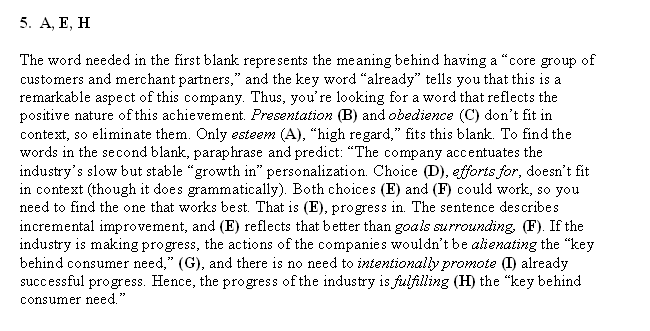 5. A, E, H
The word needed in the first blank represents the meaning behind having a “core group of
customers and merchant partners,” and the key word “already” tells you that this is a
remarkable aspect of this company. Thus, you’re looking for a word that reflects the
positive nature of this achievement. Presentation (B) and obedience (C) don’t fit in
context, so eliminate them. Only esteem (A), “high regard,” fits this blank. To find the
words in the second blank, paraphrase and predict: “The company accentuates the
industry’s slow but stable “growth in” personalization. Choice (D), efforts for, doesn’t fit
in context (though it does grammatically). Both choices (E) and (F) could work, so you
need to find the one that works best. That is (E), progress in. The sentence describes
incremental improvement, and (E) reflects that better than goals surrounding, (F). If the
industry is making progress, the actions of the companies wouldn’t be alienating the “key
behind consumer need,” (G), and there is no need to intentionally promote (I) already
successful progress. Hence, the progress of the industry is fulfilling (H) the “key behind
consumer need.”